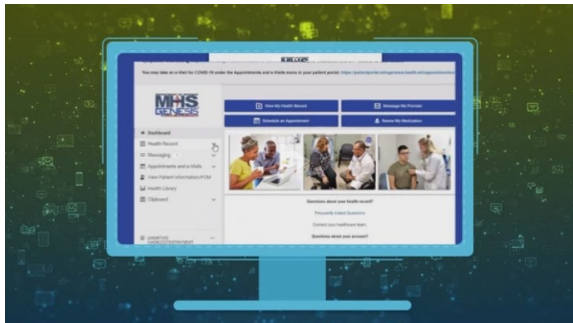 You may take an e-Visit for COVID-19 under the Appointments and e-Visits menu in your patient portal:
MHS
GENESIS
View My Health Record
Message My Provider
Schedule an Appointment
Renew My Medication
Dashboard
Health Record
Messaging
Appointments and e-Visits
View Patient Information/POM
Health Library
Clipboard
Questions about your health record?
Frequently Asked Questions
Contact your healthcare team.
Questions about your account?